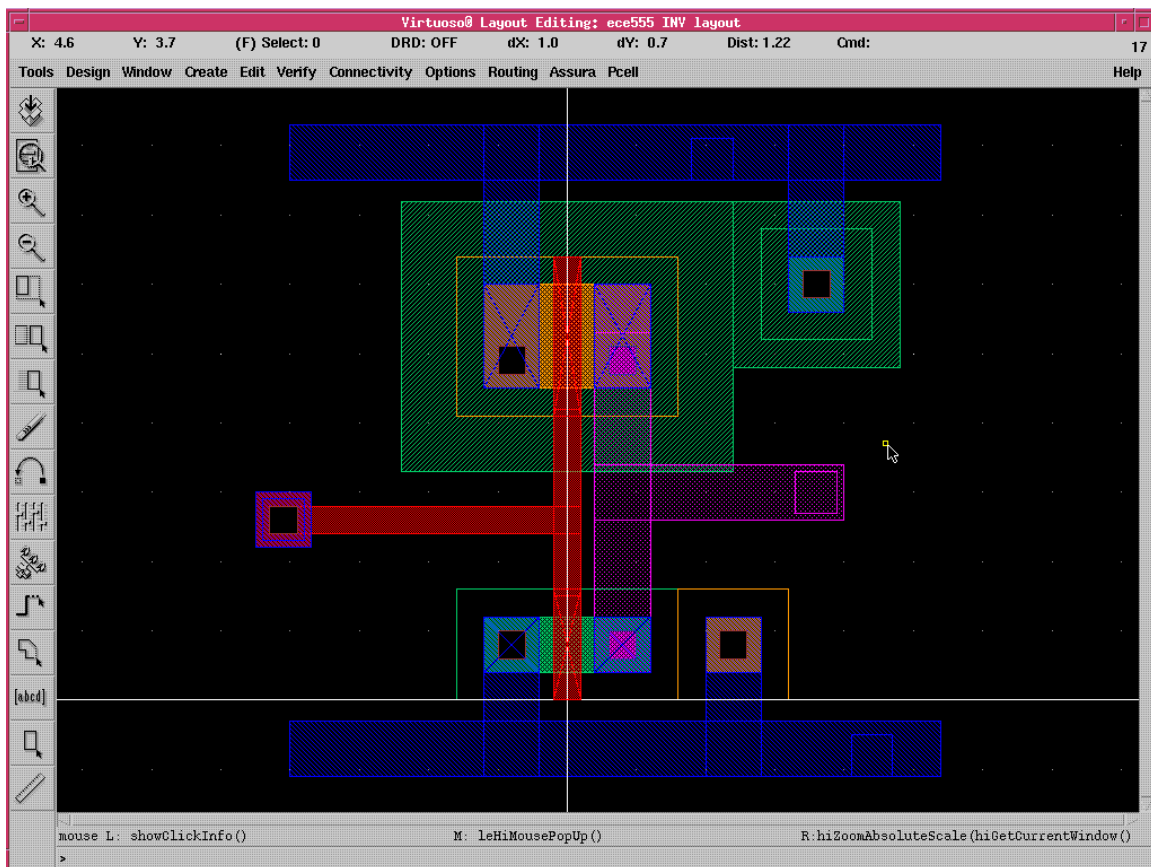 Virtuoso® Layout Editing: ece555 INV layout
X: 4.6 Y: 3.7 (F) Select: 0 DRD: OFF dX: 1.0 dY: 0.7 Dist: 1.22 Cmd:
17
Tools Design Window Create Edit Verify Connectivity Options Routing Assura Pcell Help
[abcd]
mouse L: showClickInfo() M: leHiMousePopUp() R:hiZoomAbsoluteScale(hiGetCurrentWindow()
>